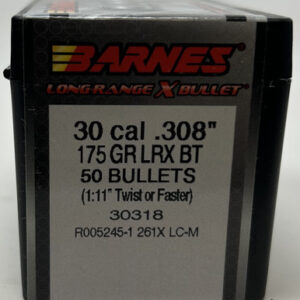 BARNES
LONG-RANGE X BULLET®
30 cal .308"
175 GR LRX BT
50 BULLETS
(1:11" Twist or Faster)
30318
R005245-1 261X LC-M